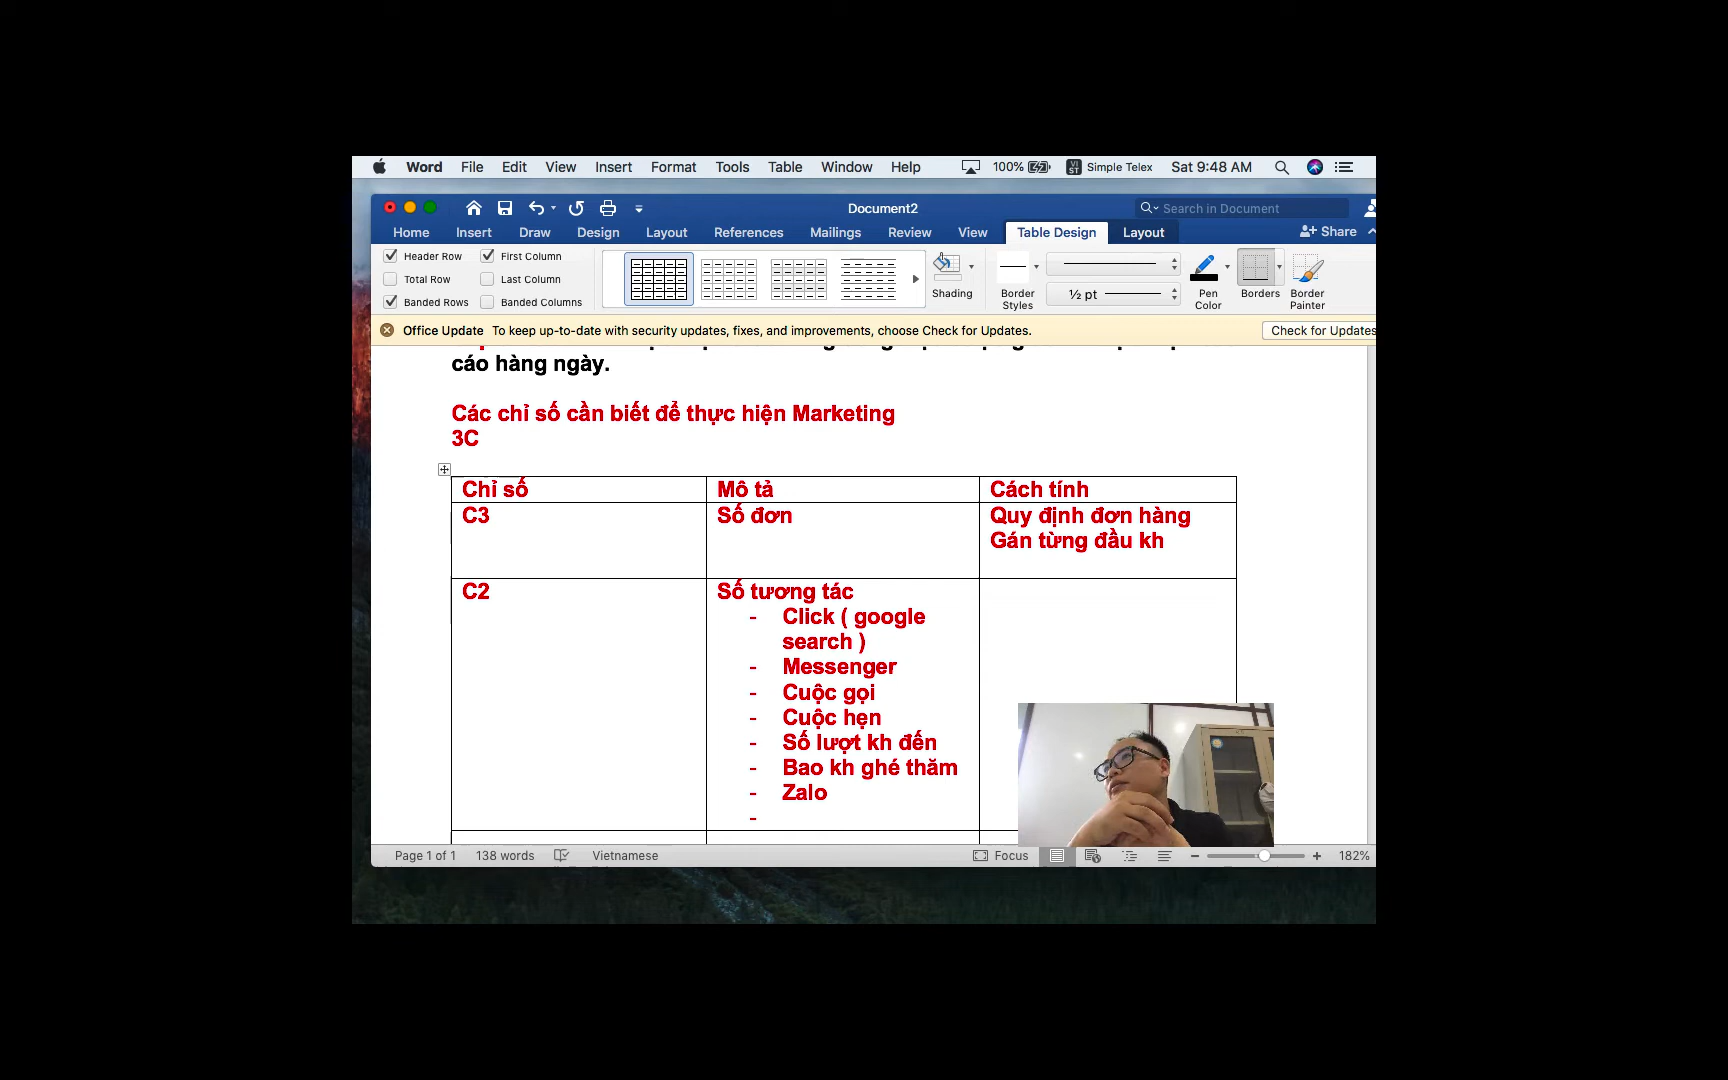 Word File Edit View Insert Format Tools Table Window Help 100% VI ST Simple Telex Sat 9:48 AM
Document2 Search in Document
Home Insert Draw Design Layout References Mailings Review View Table Design Layout Share
Header Row First Column
Total Row Last Column
Banded Rows Banded Columns
Shading
Border Styles
½ pt
Pen Color
Borders
Border Painter
Office Update To keep up-to-date with security updates, fixes, and improvements, choose Check for Updates. Check for Updates
cáo hàng ngày.
Các chỉ số cần biết để thực hiện Marketing
3C
Chỉ số Mô tả Cách tính
C3 Số đơn Quy định đơn hàng
Gán từng đầu kh
C2 Số tương tác
- Click ( google
search )
- Messenger
- Cuộc gọi
- Cuộc hẹn
- Số lượt kh đến
- Bao kh ghé thăm
- Zalo
-
Page 1 of 1 138 words Vietnamese Focus 182%